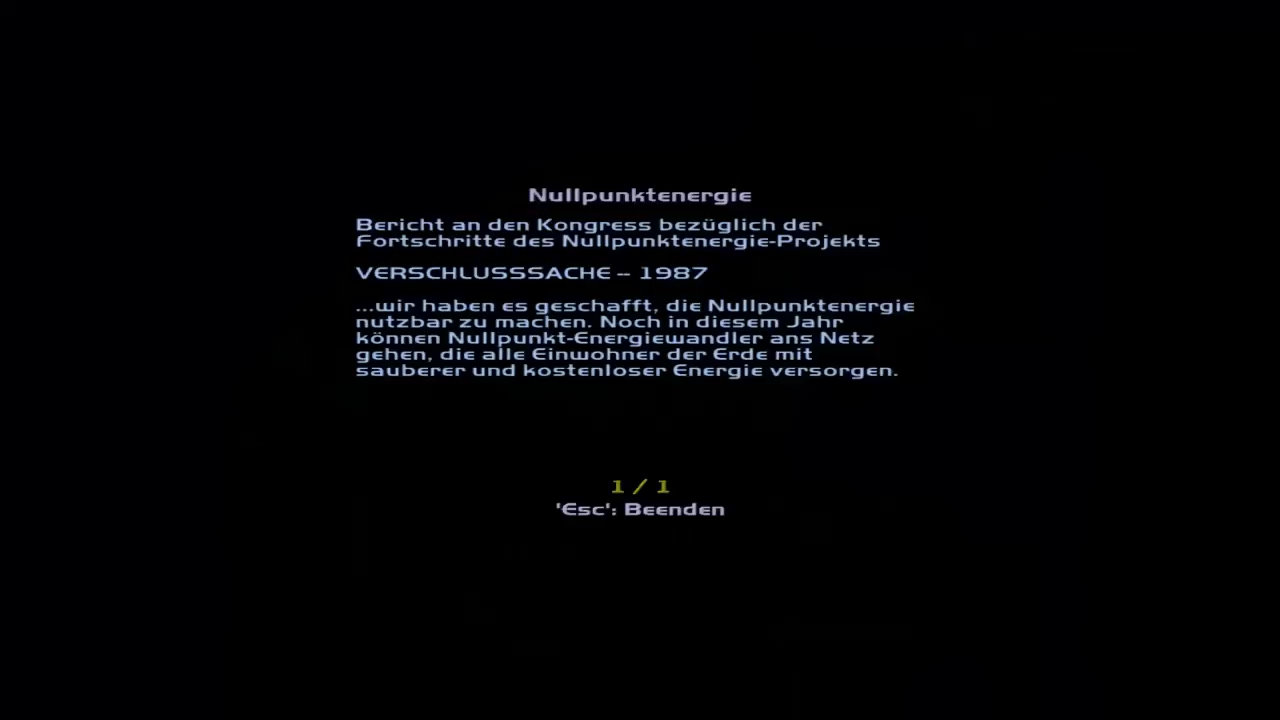 Nullpunktenergie
Bericht an den Kongress bezüglich der
Fortschritte des Nullpunktenergie-Projekts
VERSCHLUSSSACHE -- 1987
...wir haben es geschafft, die Nullpunktenergie
nutzbar zu machen. Noch in diesem Jahr
können Nullpunkt-Energiewandler ans Netz
gehen, die alle Einwohner der Erde mit
sauberer und kostenloser Energie versorgen.
1 / 1
'Esc': Beenden